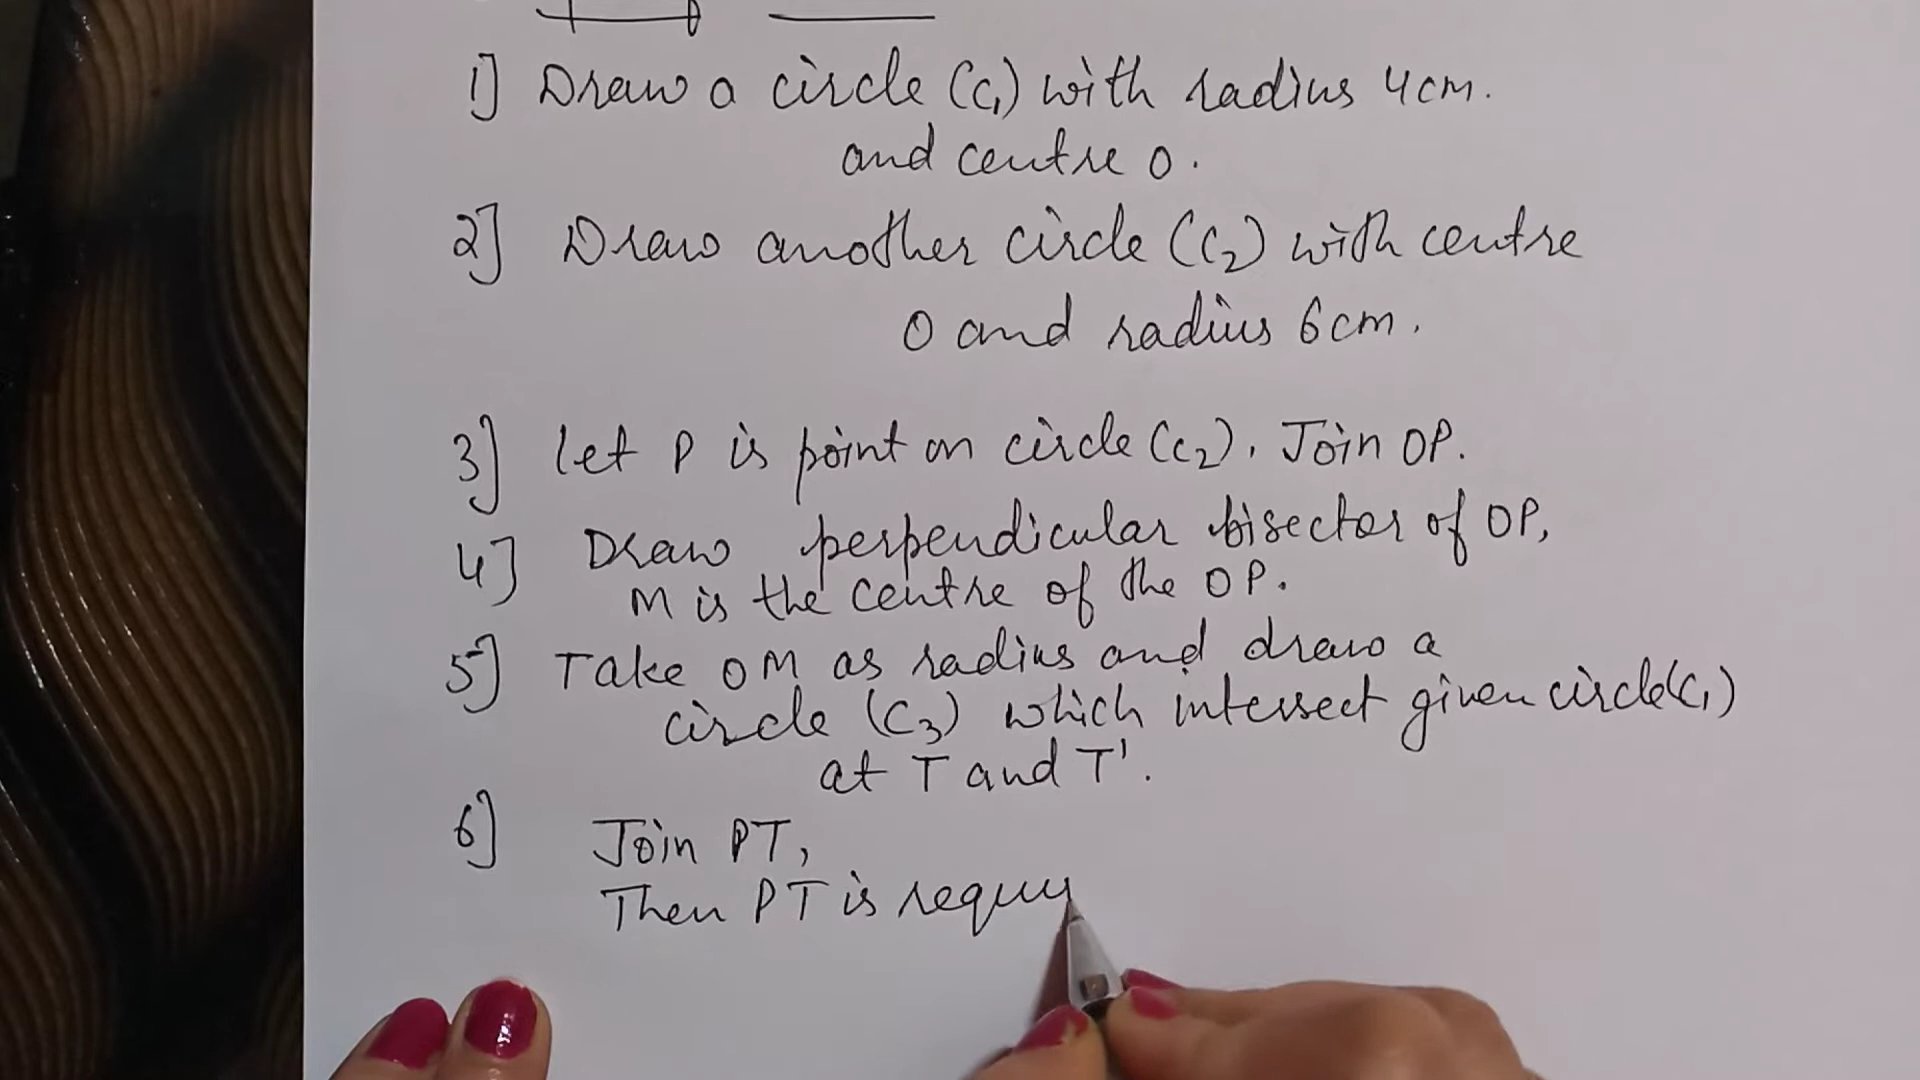 1] Draw a circle (C₁) with radius 4cm.
and centre O.
2] Draw another circle (C₂) with centre
O and radius 6cm.
3] Let P is point on circle (C₂). Join OP.
4] Draw perpendicular bisector of OP,
M is the centre of the OP.
5] Take OM as radius and draw a
circle (C₃) which intersect given circle (C₁)
at T and T'.
6] Join PT,
Then PT is requi